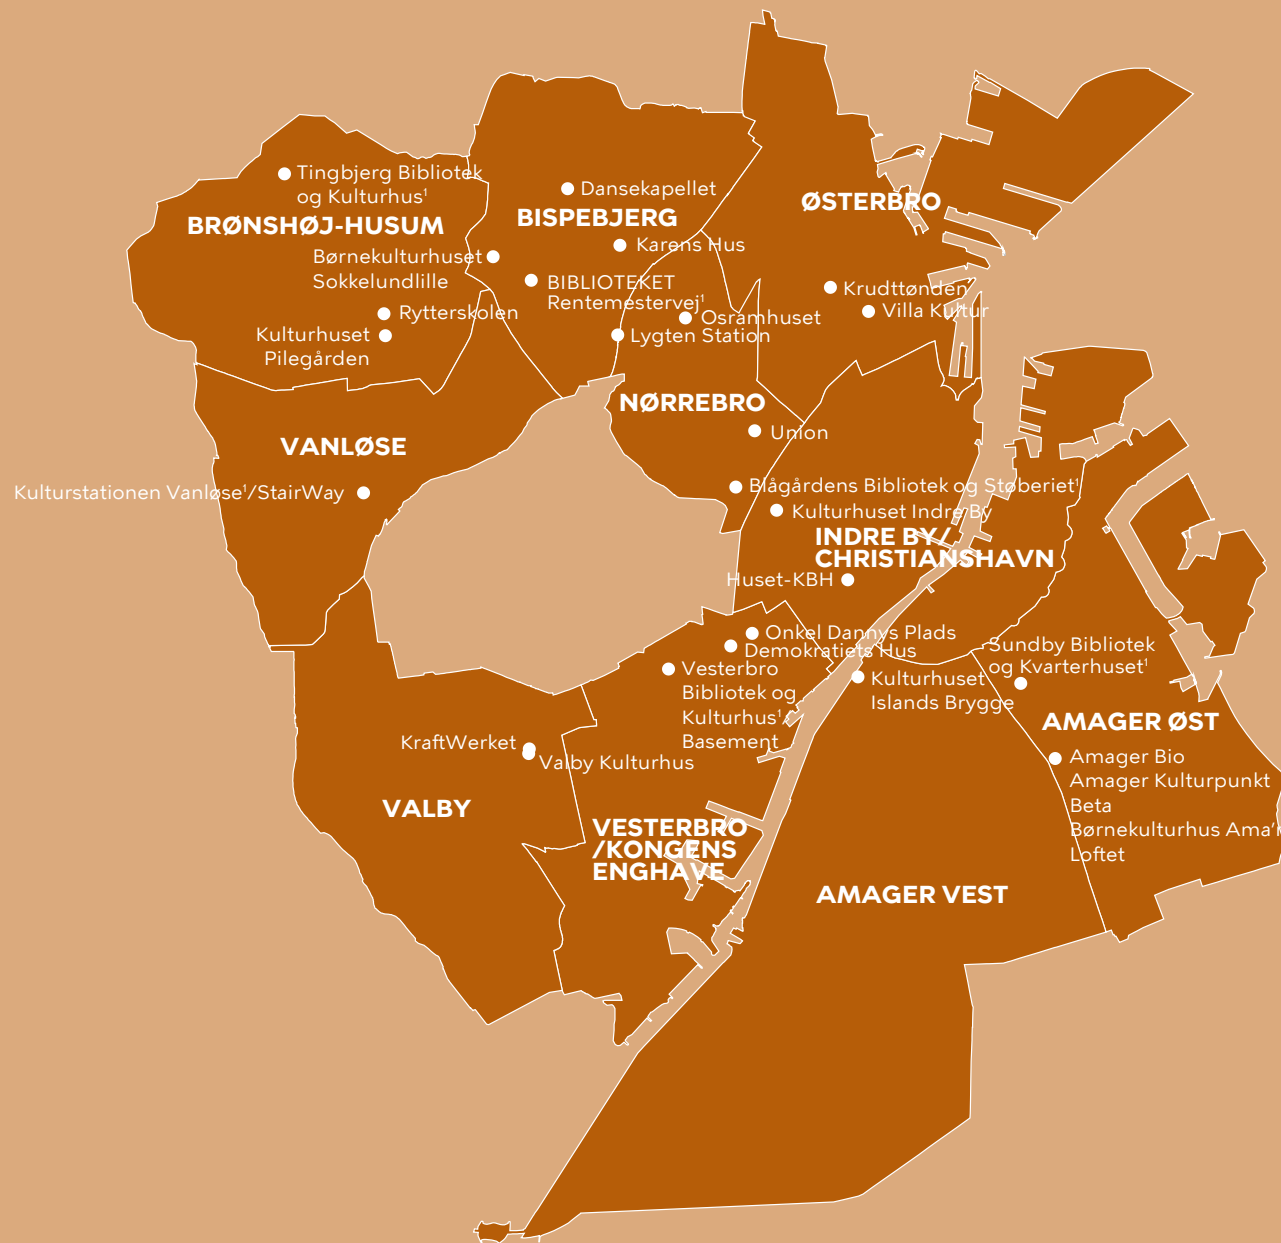 Tingbjerg Bibliotek
og Kulturhus¹
BRØNSHØJ-HUSUM
Børnekulturhuset
Sokkelundlille
Rytterskolen
Kulturhuset
Pilegården
Dansekapellet
BISPEBJERG
Karens Hus
BIBLIOTEKET
Rentemestervej¹
Osramhuset
Lygten Station
ØSTERBRO
Krudttønden
Villa Kultur
NØRREBRO
Union
Blågårdens Bibliotek og Støberiet¹
VANLØSE
Kulturstationen Vanløse¹/StairWay
Kulturhuset Indre By
INDRE BY/
CHRISTIANSHAVN
Huset-KBH
Onkel Dannys Plads
Demokratiets Hus
Vesterbro
Bibliotek og
Kulturhus¹/
Basement
Kulturhuset
Islands Brygge
Sundby Bibliotek
og Kvarterhuset¹
AMAGER ØST
Amager Bio
Amager Kulturpunkt
Beta
Børnekulturhus Ama'r
Loftet
KraftWerket
Valby Kulturhus
VALBY
VESTERBRO
/KONGENS
ENGHAVE
AMAGER VEST